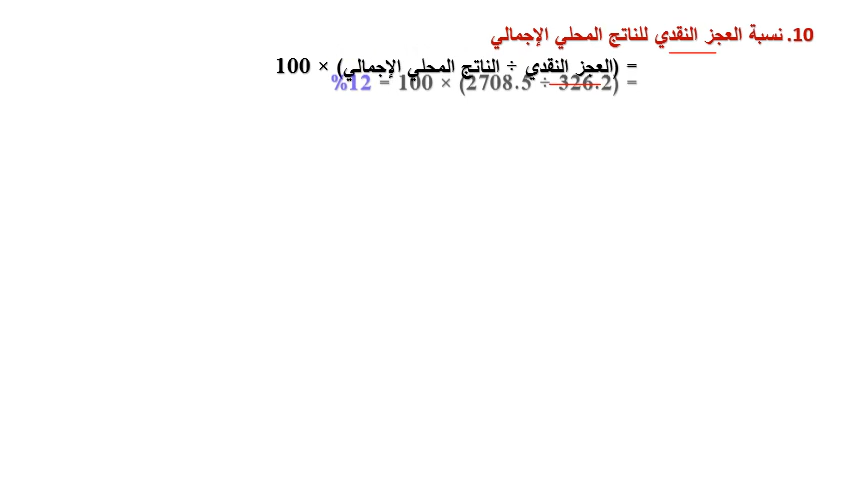 10. نسبة العجز النقدي للناتج المحلي الإجمالي
= (العجز النقدي ÷ الناتج المحلي الإجمالي) × 100
= (326.2 ÷ 2708.5) × 100 = 12%